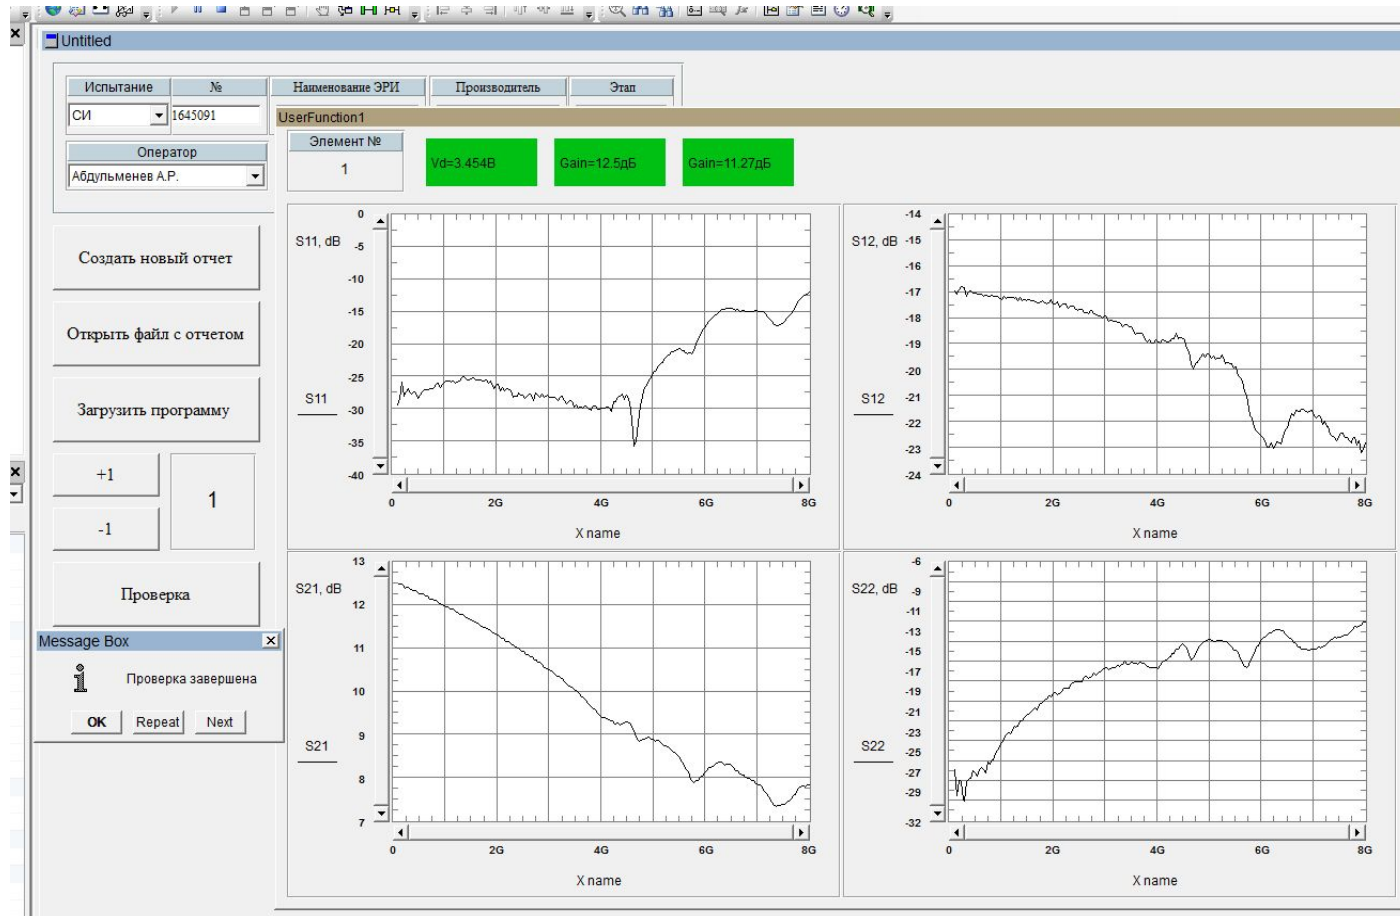 Untitled
Испытание № Наименование ЭРИ Производитель Этап
СИ 1645091
UserFunction1
Оператор
Абдульменев А.Р.
Элемент №
1
Vd=3.454В Gain=12.5дБ Gain=11.27дБ
Создать новый отчет
Открыть файл с отчетом
Загрузить программу
+1
-1
1
Проверка
Message Box
Проверка завершена
OK Repeat Next
S11, dB
0
-5
-10
-15
-20
-25
-30
-35
-40
S11
0 2G 4G 6G 8G
X name
S12, dB
-14
-15
-16
-17
-18
-19
-20
-21
-22
-23
-24
S12
0 2G 4G 6G 8G
X name
S21, dB
13
12
11
10
9
8
7
S21
0 2G 4G 6G 8G
X name
S22, dB
-6
-9
-11
-13
-15
-17
-19
-21
-23
-25
-27
-29
-32
S22
0 2G 4G 6G 8G
X name